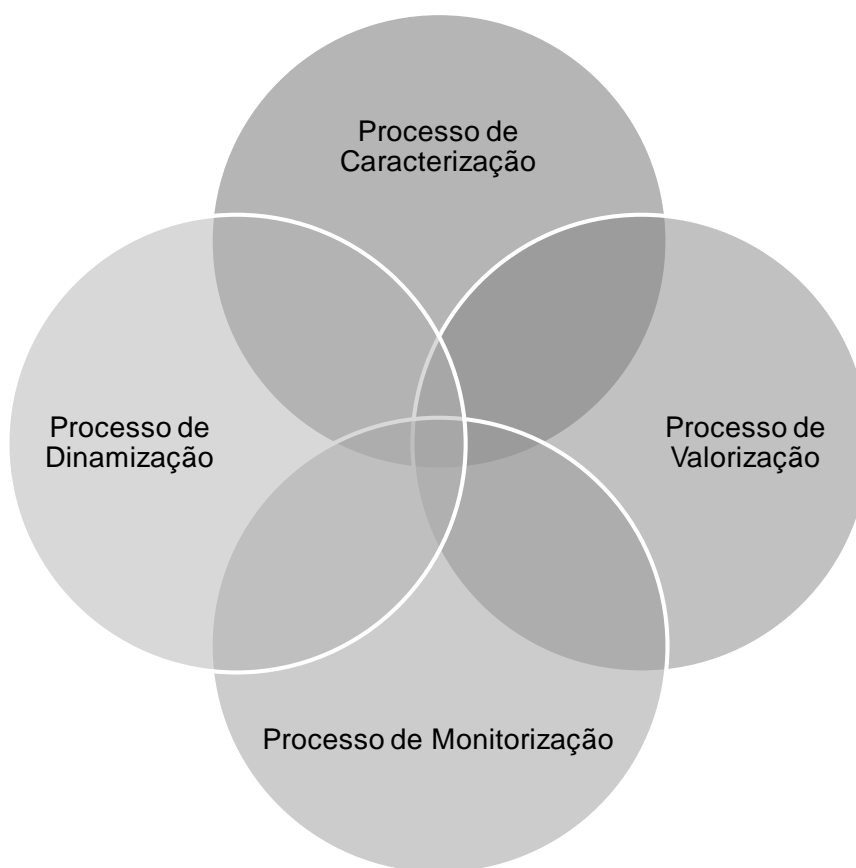 Processo de
Caracterização
Processo de
Dinamização
Processo de
Valorização
Processo de Monitorização